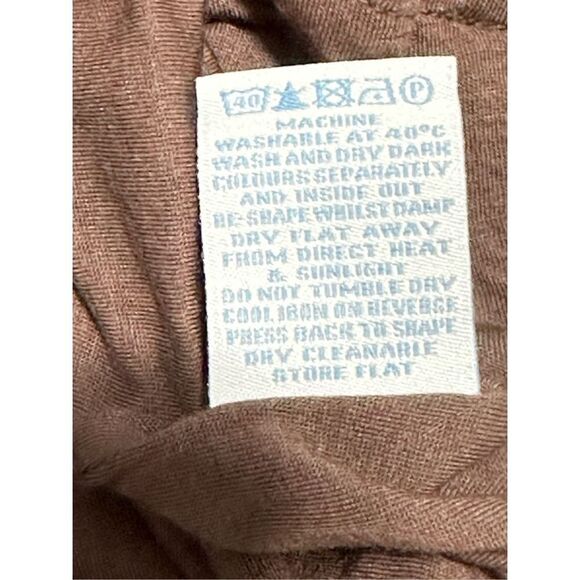 40 P
MACHINE
WASHABLE AT 40°C
WASH AND DRY DARK
COLOURS SEPARATELY
AND INSIDE OUT
RE-SHAPE WHILST DAMP
DRY FLAT AWAY
FROM DIRECT HEAT
& SUNLIGHT
DO NOT TUMBLE DRY
COOL IRON ON REVERSE
PRESS BACK TO SHAPE
DRY CLEANABLE
STORE FLAT